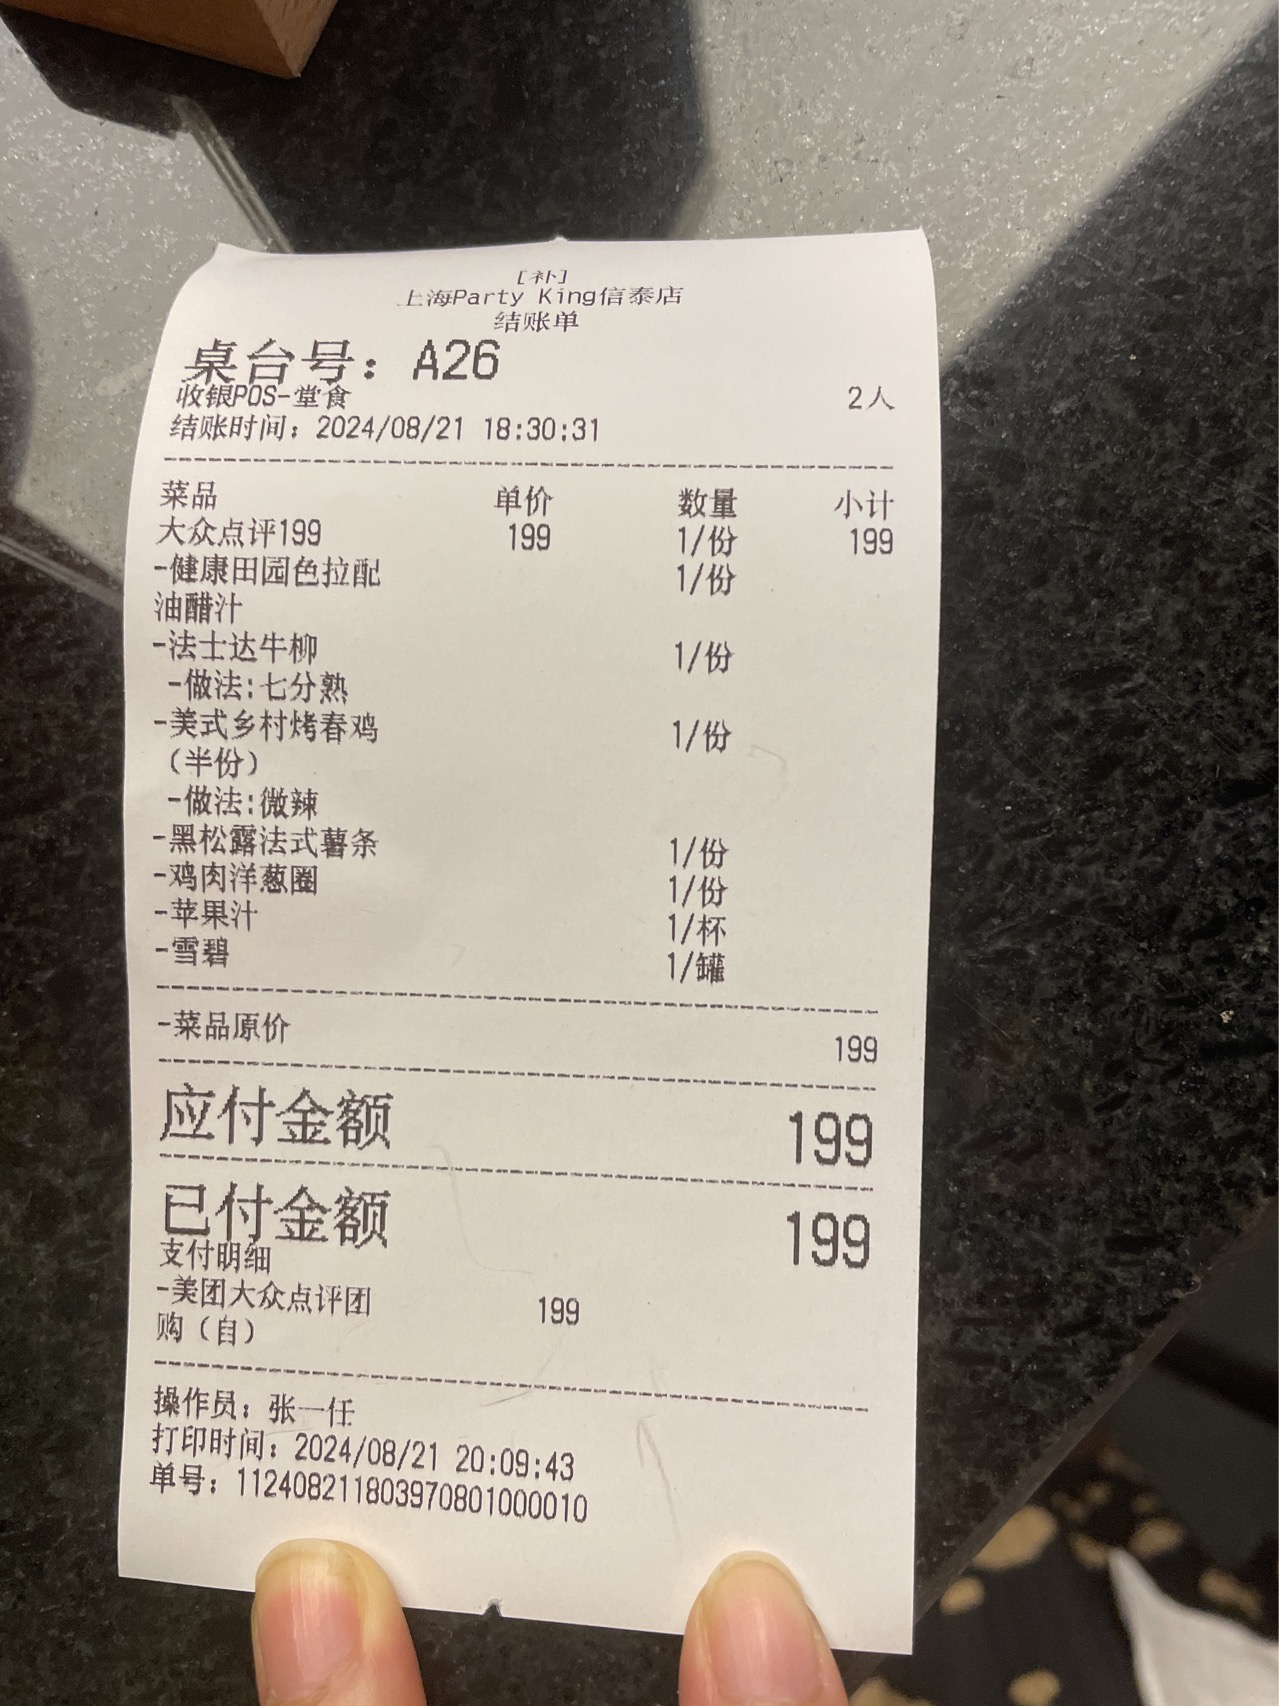 [补]
上海Party King信泰店
结账单
桌台号：A26
收银POS-堂食 2人
结账时间：2024/08/21 18:30:31
菜品 单价 数量 小计
大众点评199 199 1/份 199
-健康田园色拉配 1/份
油醋汁
-法士达牛柳 1/份
-做法:七分熟
-美式乡村烤春鸡 1/份
（半份）
-做法:微辣
-黑松露法式薯条 1/份
-鸡肉洋葱圈 1/份
-苹果汁 1/杯
-雪碧 1/罐
-菜品原价 199
应付金额 199
已付金额 199
支付明细
-美团大众点评团 199
购（自）
操作员：张一任
打印时间：2024/08/21 20:09:43
单号：112408211803970801000010